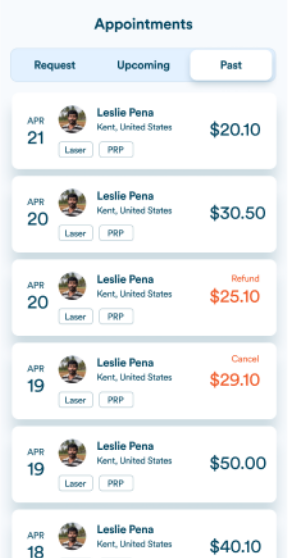 Appointments
Request Upcoming Past
APR
21
Leslie Pena
Kent, United States
Laser PRP
$20.10
APR
20
Leslie Pena
Kent, United States
Laser PRP
$30.50
APR
20
Leslie Pena
Kent, United States
Laser PRP
Refund
$25.10
APR
19
Leslie Pena
Kent, United States
Laser PRP
Cancel
$29.10
APR
19
Leslie Pena
Kent, United States
Laser PRP
$50.00
APR
18
Leslie Pena
Kent, United States
$40.10